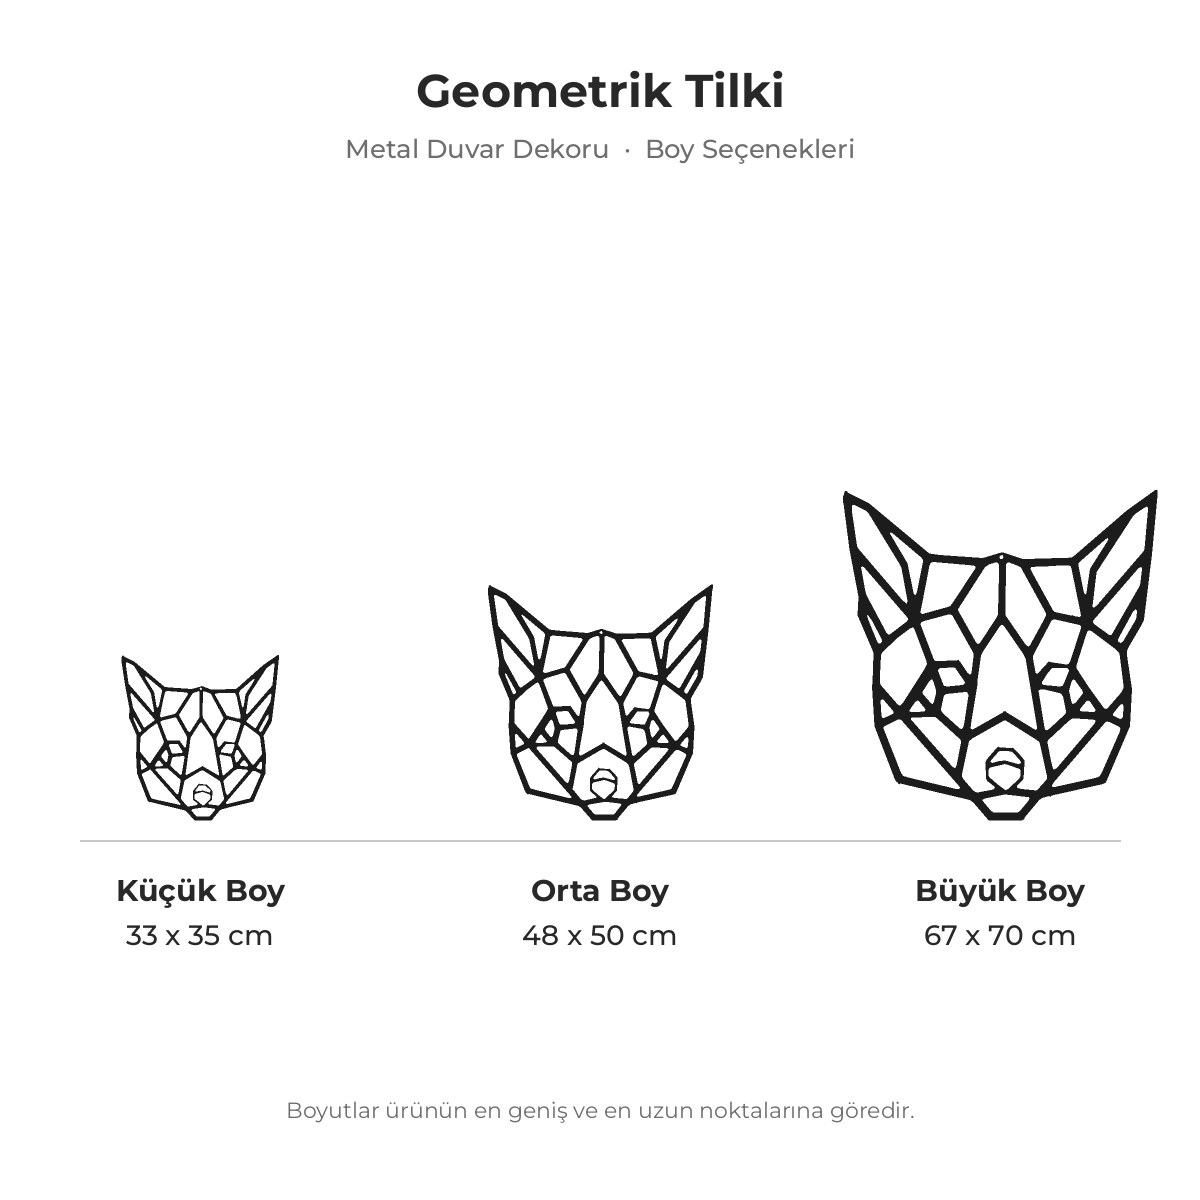 Geometrik Tilki
Metal Duvar Dekoru · Boy Seçenekleri
Küçük Boy
33 x 35 cm
Orta Boy
48 x 50 cm
Büyük Boy
67 x 70 cm
Boyutlar ürünün en geniş ve en uzun noktalarına göredir.